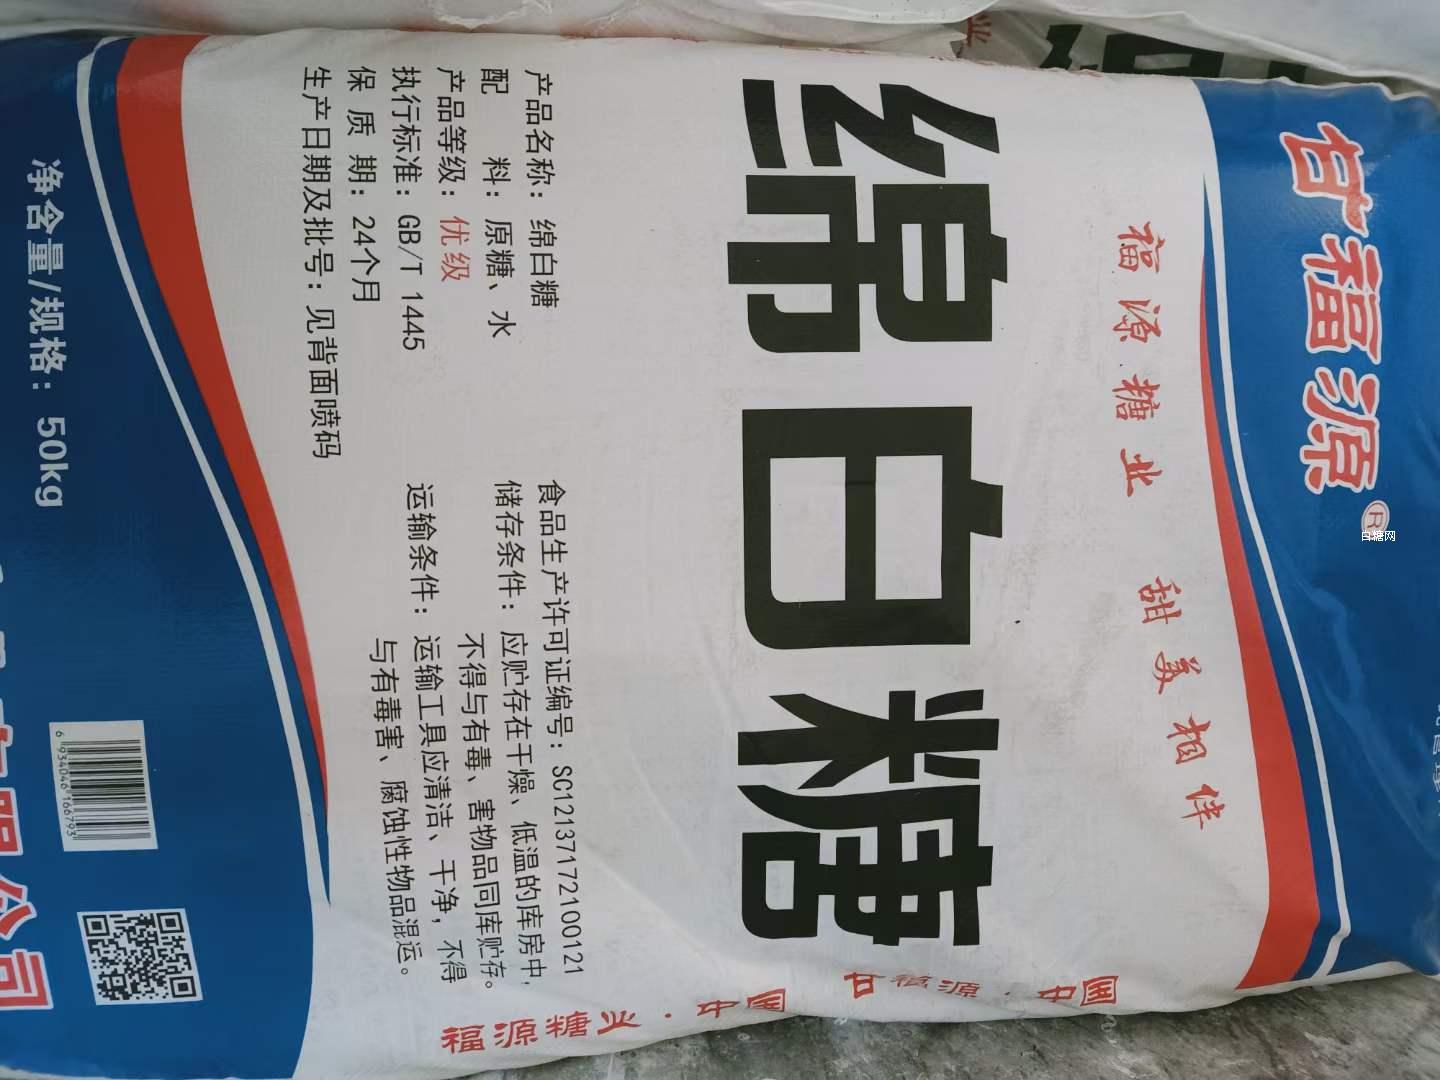 甘福源®
白糖网
福源糖业 甜美相伴
绵白糖
甘福源·中国
福源糖业·中国
产品名称：绵白糖
配 料：原糖、水
产品等级：优级
执行标准：GB/T 1445
保 质 期：24个月
生产日期及批号：见背面喷码
食品生产许可证编号：SC12137172100121
储存条件：应贮存在干燥、低温的库房中，
不得与有毒、害物品同库贮存。
运输条件：运输工具应清洁、干净，不得
与有毒害、腐蚀性物品混运。
净含量/规格：50kg
6 934046 166793
限公司